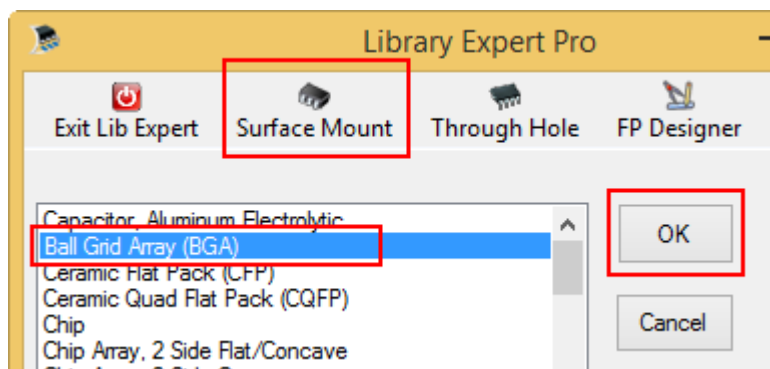 Library Expert Pro
Exit Lib Expert
Surface Mount
Through Hole
FP Designer
Capacitor, Aluminum Electrolytic
Ball Grid Array (BGA)
Ceramic Flat Pack (CFP)
Ceramic Quad Flat Pack (CQFP)
Chip
Chip Array, 2 Side Flat/Concave
OK
Cancel